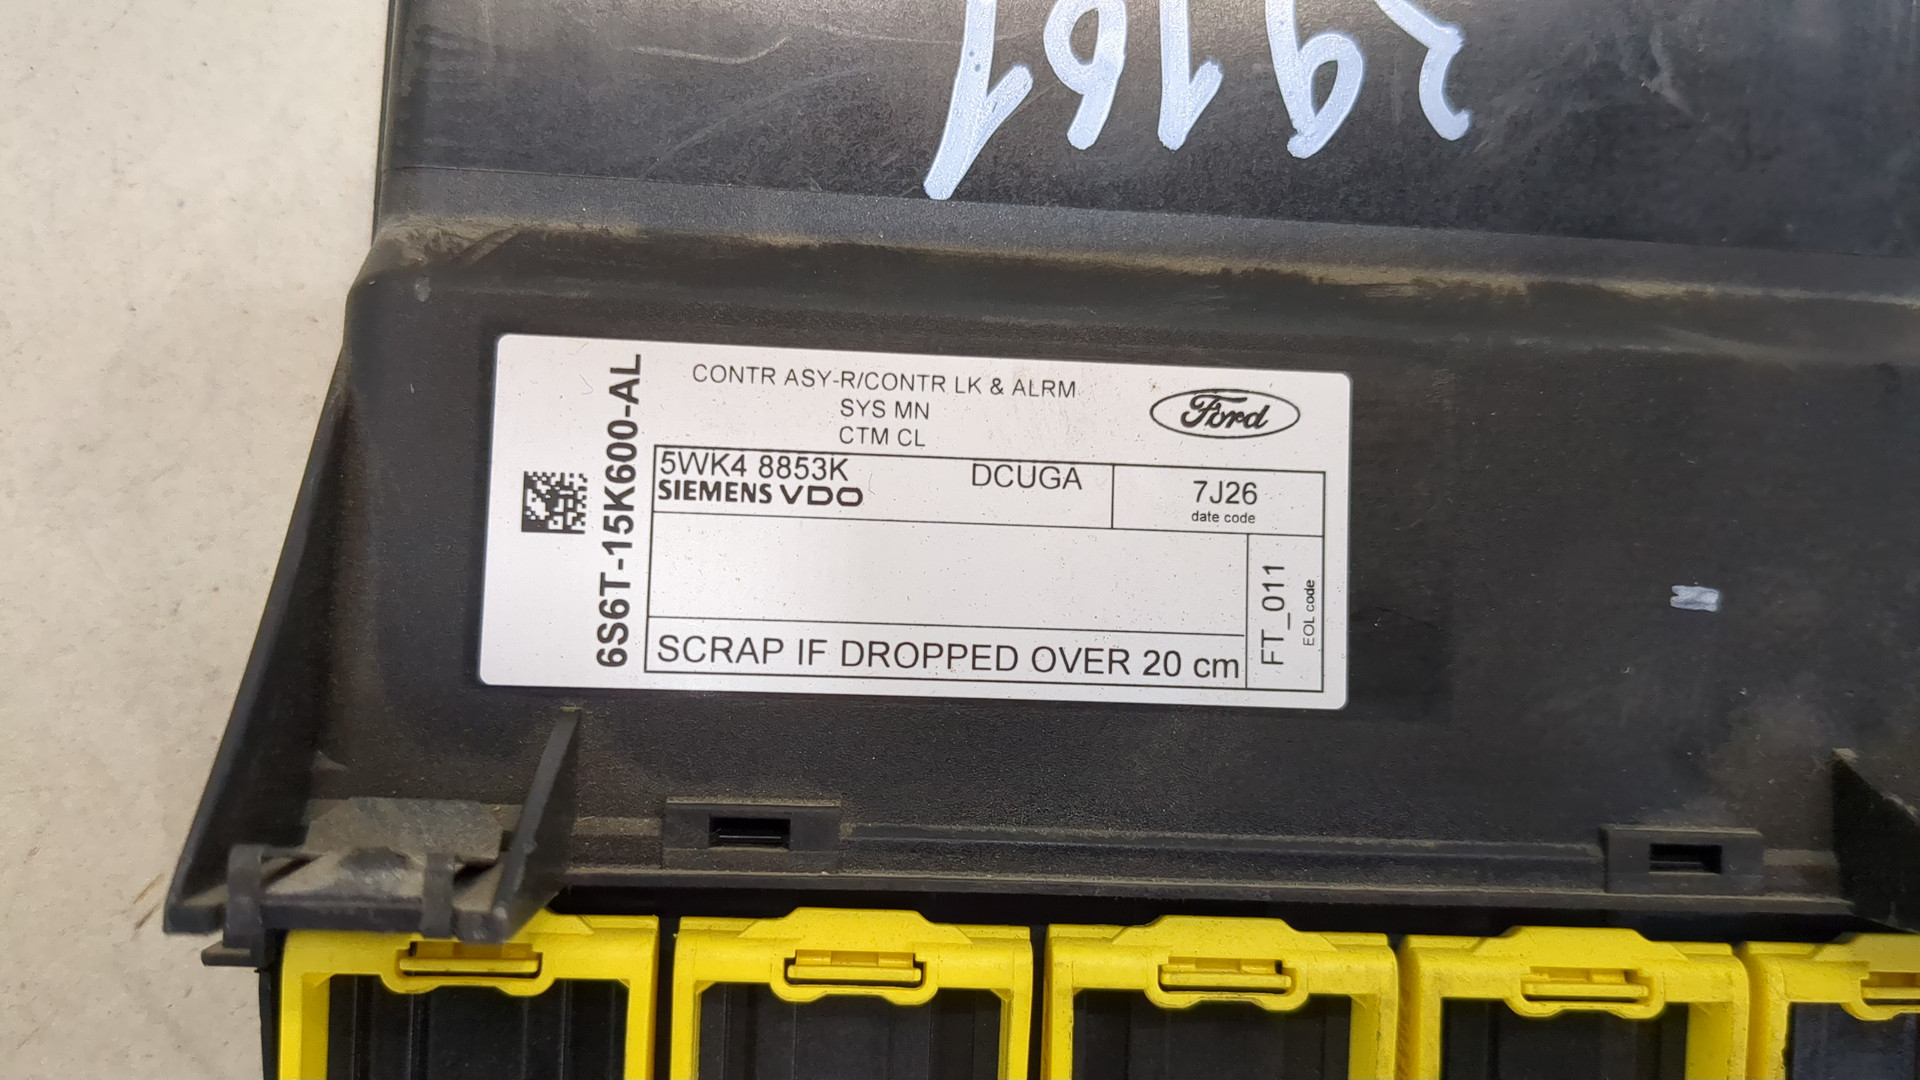 CONTR ASY-R/CONTR LK & ALRM
SYS MN
CTM CL
Ford
6S6T-15K600-AL
5WK4 8853K
SIEMENS VDO
DCUGA
7J26
date code
FT_011
EOL code
SCRAP IF DROPPED OVER 20 cm